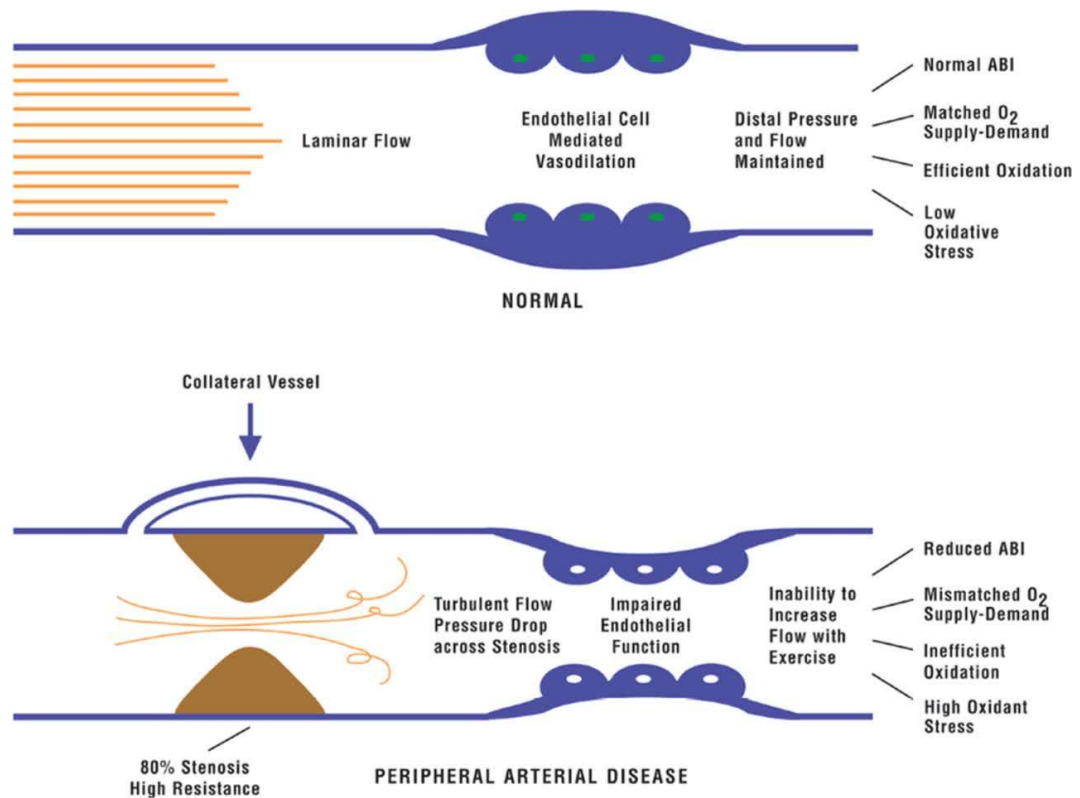 Laminar Flow
Endothelial Cell
Mediated
Vasodilation
Distal Pressure
and Flow
Maintained
Normal ABI
Matched O2
Supply-Demand
Efficient Oxidation
Low
Oxidative
Stress
NORMAL
Collateral Vessel
Turbulent Flow
Pressure Drop
across Stenosis
Impaired
Endothelial
Function
Inability to
Increase
Flow with
Exercise
Reduced ABI
Mismatched O2
Supply-Demand
Inefficient
Oxidation
High Oxidant
Stress
80% Stenosis
High Resistance
PERIPHERAL ARTERIAL DISEASE